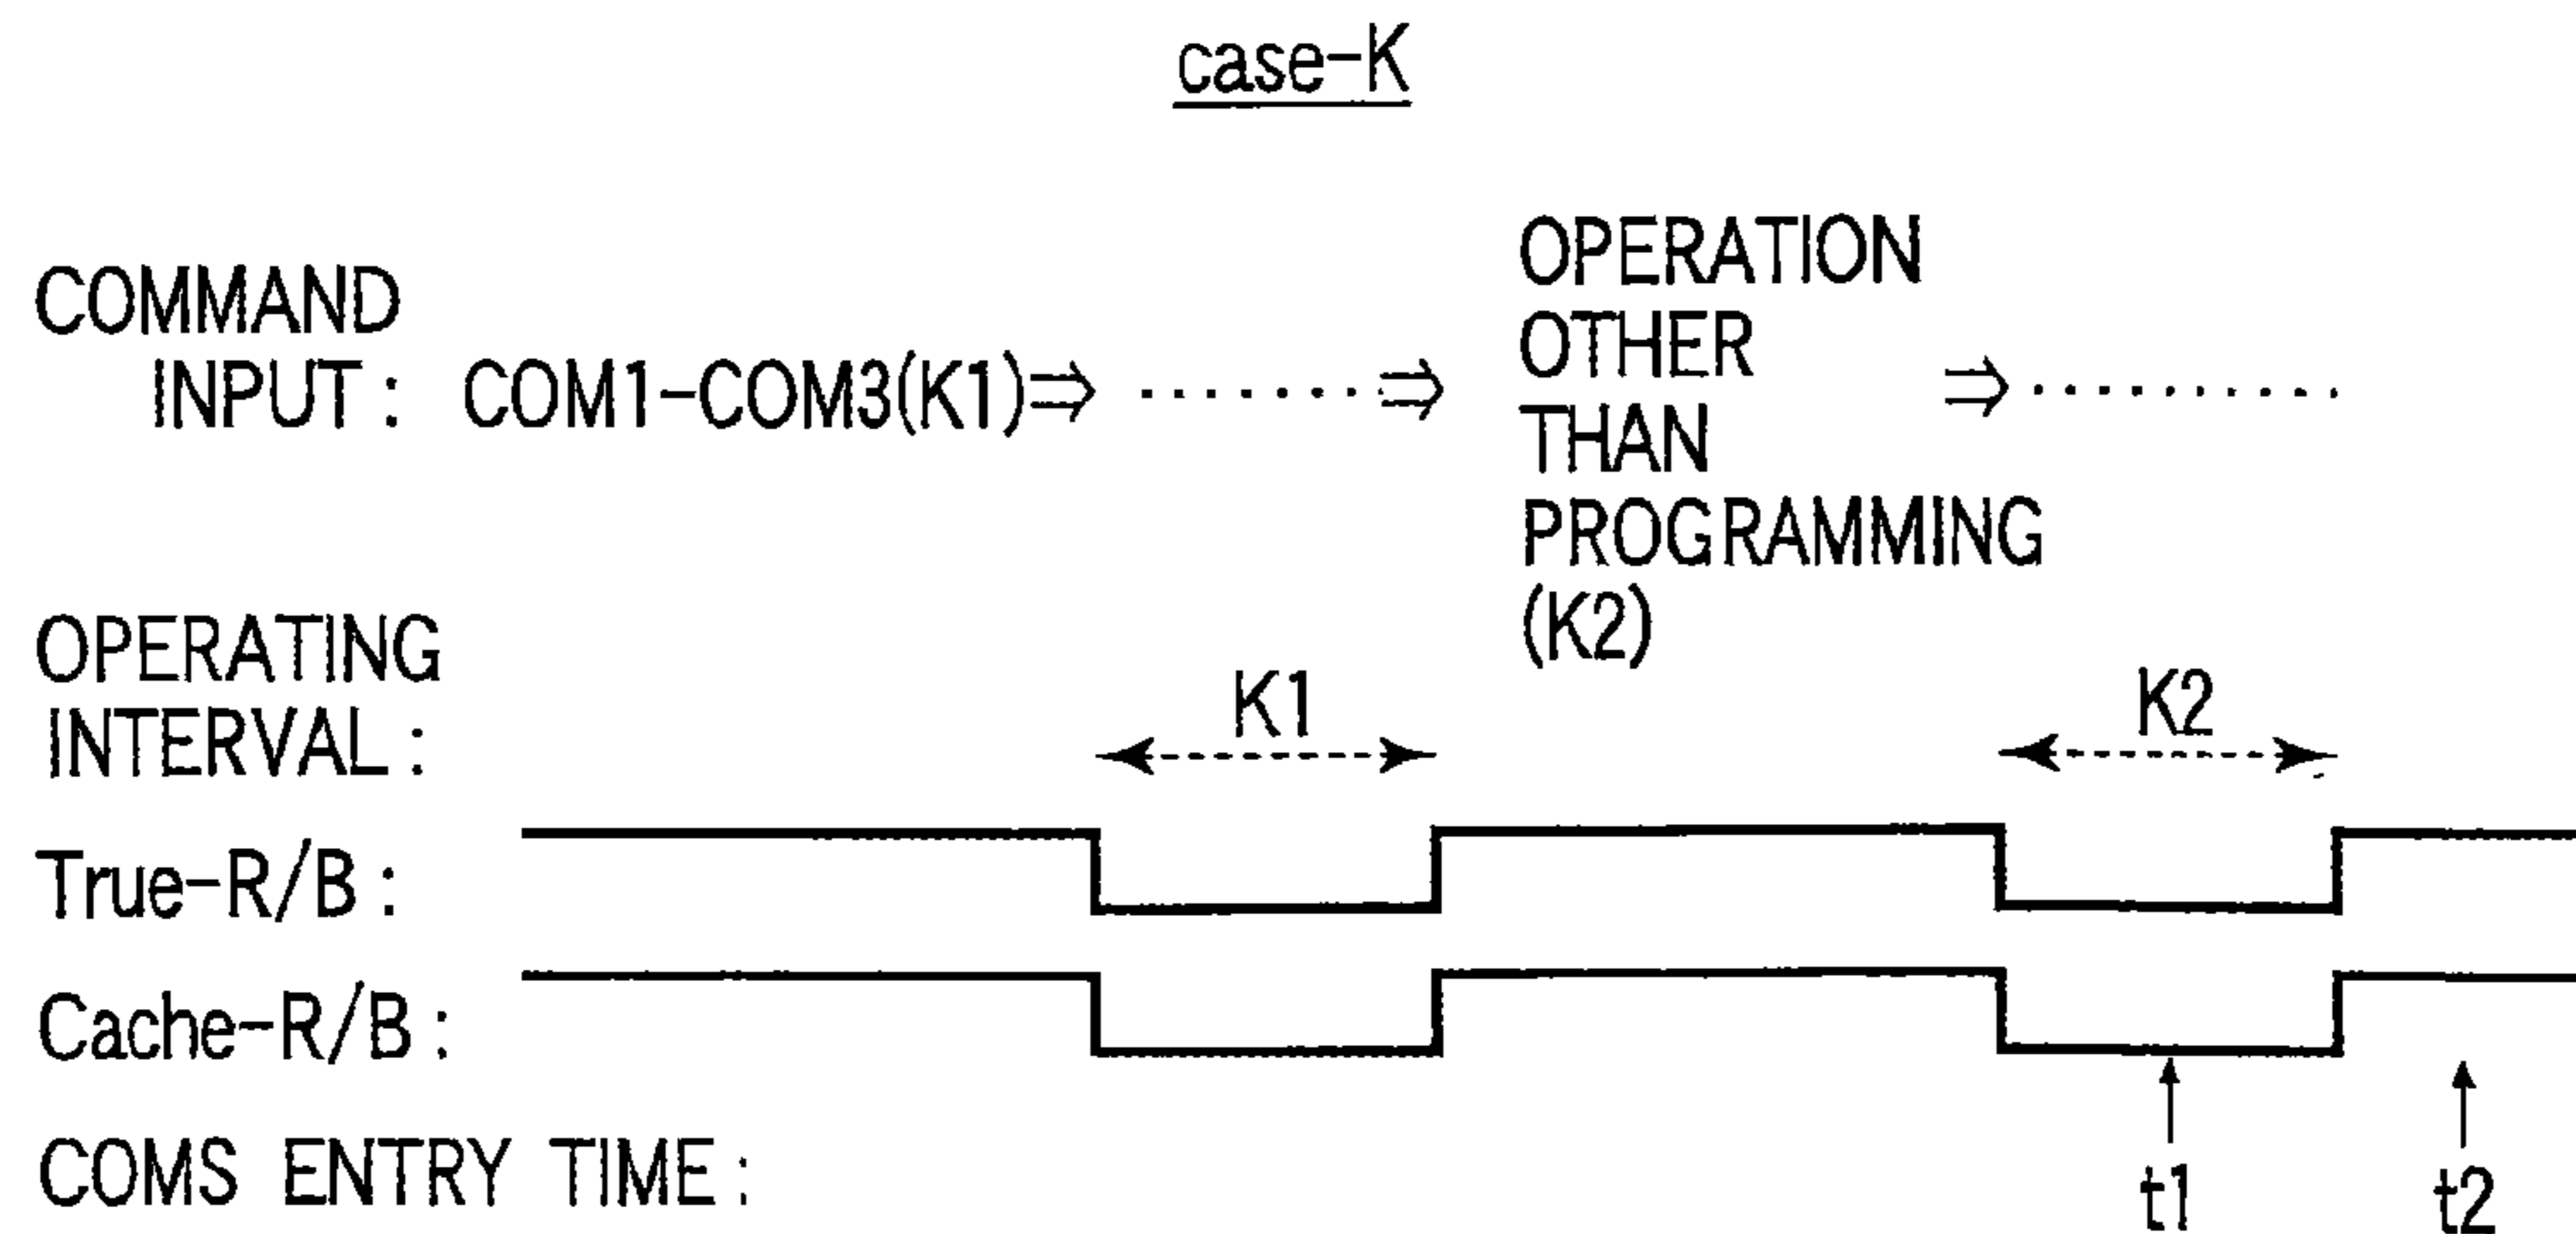 case-K
COMMAND
INPUT : COM1-COM3(K1)⇒ ········⇒
OPERATION
OTHER
THAN
PROGRAMMING
(K2)
⇒··········
OPERATING
INTERVAL :
K1
K2
True-R/B :
Cache-R/B :
COMS ENTRY TIME :
t1
t2